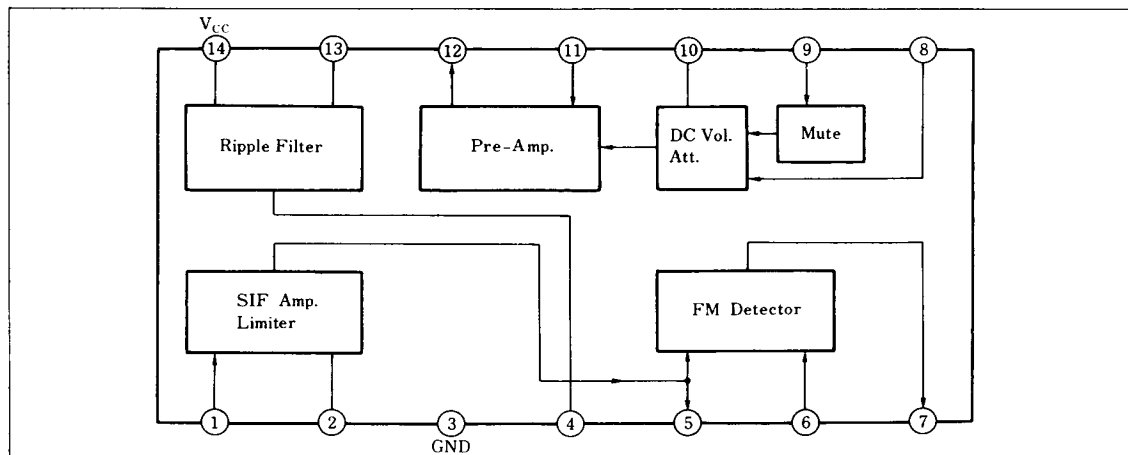 V_CC
14 13 12 11 10 9 8
Ripple Filter
Pre-Amp.
DC Vol.
Att.
Mute
SIF Amp.
Limiter
FM Detector
1 2 3 4 5 6 7
GND